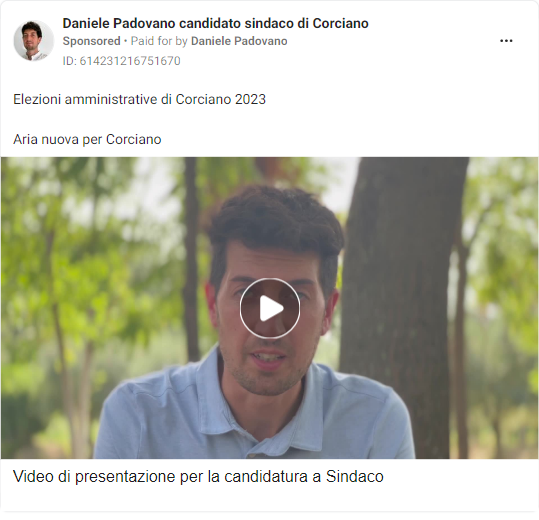 Daniele Padovano candidato sindaco di Corciano
Sponsored • Paid for by Daniele Padovano
ID: 614231216751670
Elezioni amministrative di Corciano 2023
Aria nuova per Corciano
Video di presentazione per la candidatura a Sindaco